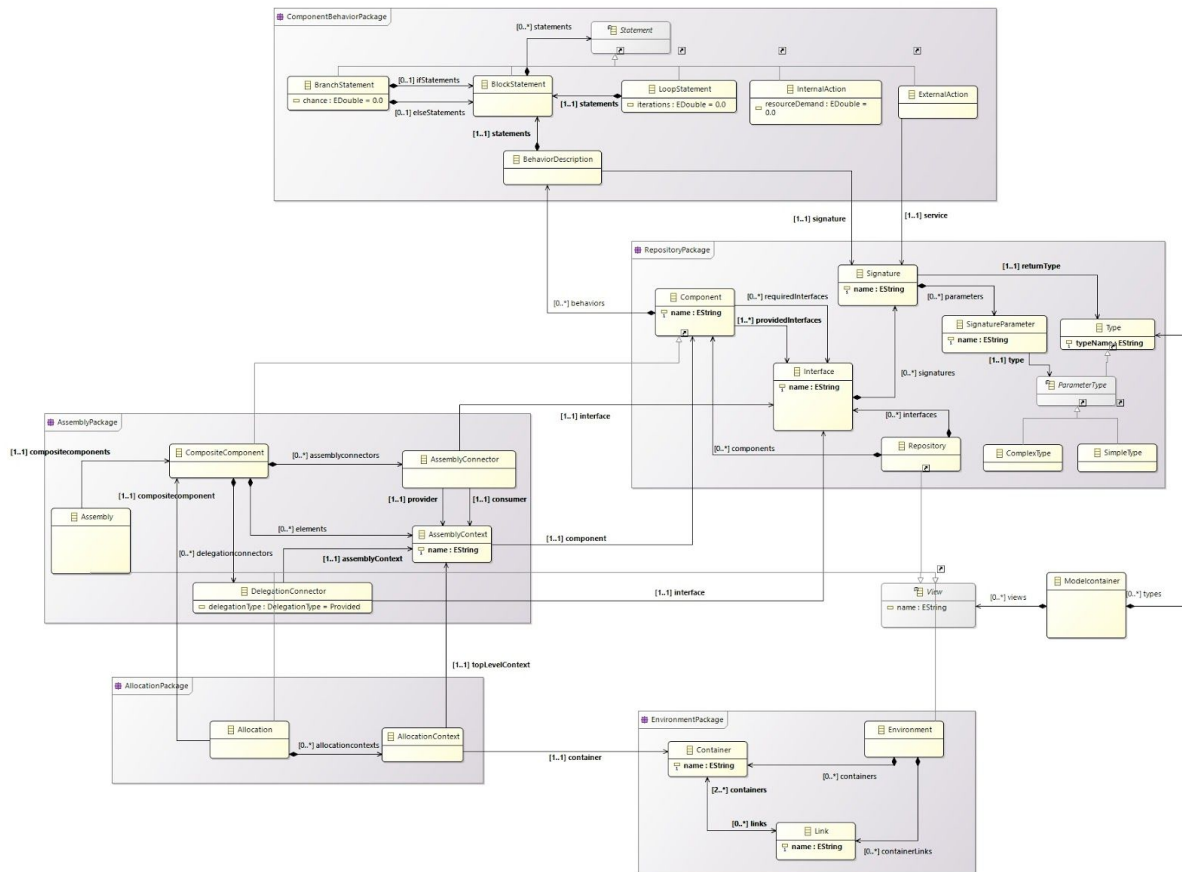 ComponentBehaviorPackage
[0..*] statements
Statement
BranchStatement
chance : EDouble = 0.0
[0..1] ifStatements
[0..1] elseStatements
BlockStatement
[1..1] statements
LoopStatement
iterations : EDouble = 0.0
InternalAction
resourceDemand : EDouble =
0.0
ExternalAction
[1..1] statements
BehaviorDescription
[1..1] signature
[1..1] service
RepositoryPackage
Signature
name : EString
[1..1] returnType
[0..*] parameters
[0..*] behaviors
Component
name : EString
[0..*] requiredInterfaces
[1..*] providedInterfaces
SignatureParameter
name : EString
Type
typeName : EString
[1..1] type
Interface
name : EString
[0..*] signatures
ParameterType
[1..1] interface
[0..*] interfaces
[0..*] components
Repository
ComplexType
SimpleType
AssemblyPackage
[1..1] compositecomponents
CompositeComponent
[0..*] assemblyconnectors
AssemblyConnector
[1..1] compositecomponent
[1..1] provider
[1..1] consumer
Assembly
[0..*] elements
AssemblyContext
name : EString
[1..1] component
[0..*] delegationconnectors
[1..1] assemblyContext
DelegationConnector
delegationType : DelegationType = Provided
[1..1] interface
View
name : EString
[0..*] views
Modelcontainer
[0..*] types
[1..1] topLevelContext
AllocationPackage
Allocation
[0..*] allocationcontexts
AllocationContext
[1..1] container
EnvironmentPackage
Container
name : EString
Environment
[0..*] containers
[2..*] containers
[0..*] links
Link
name : EString
[0..*] containerLinks